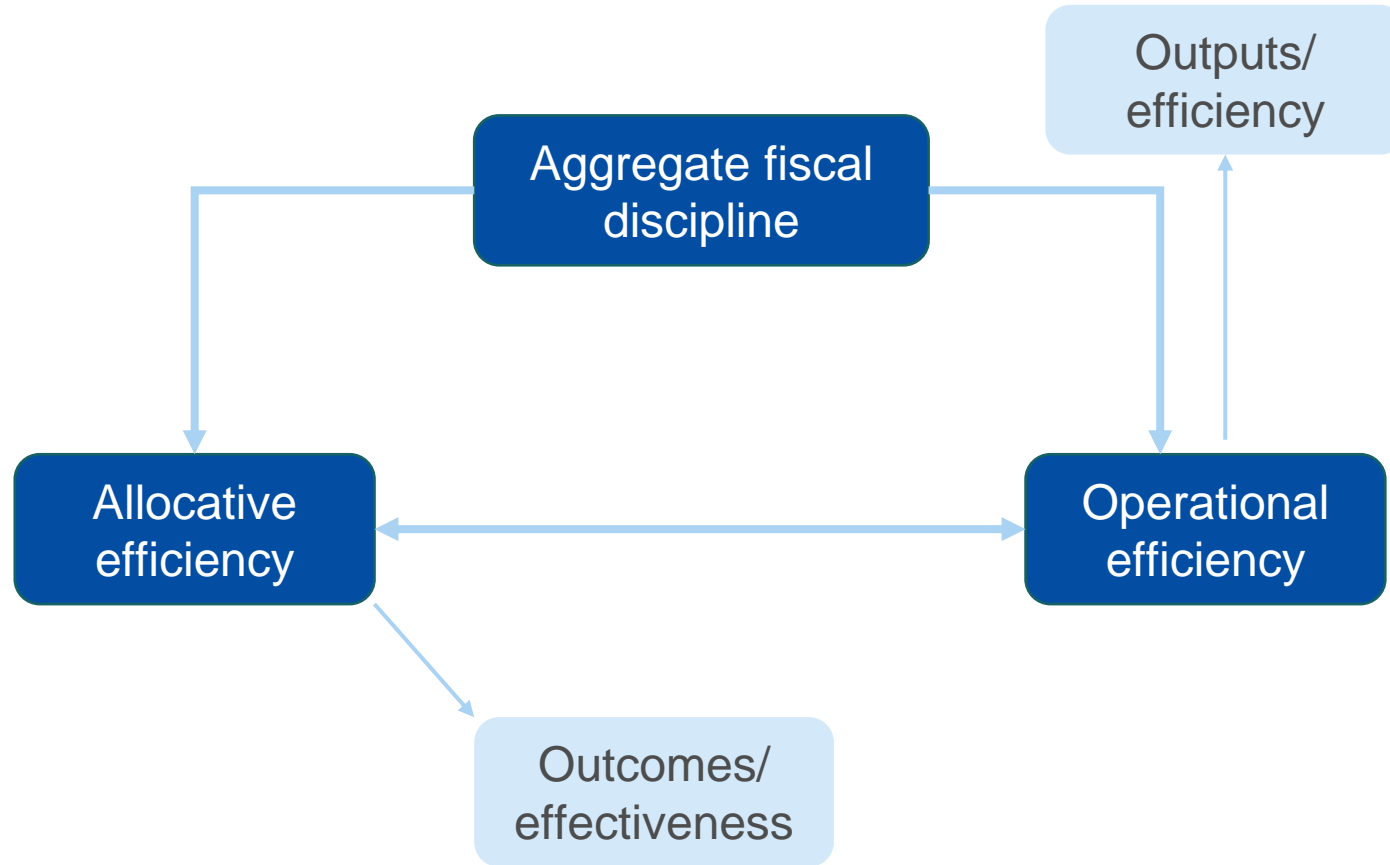 Outputs/
efficiency
Aggregate fiscal
discipline
Allocative
efficiency
Operational
efficiency
Outcomes/
effectiveness